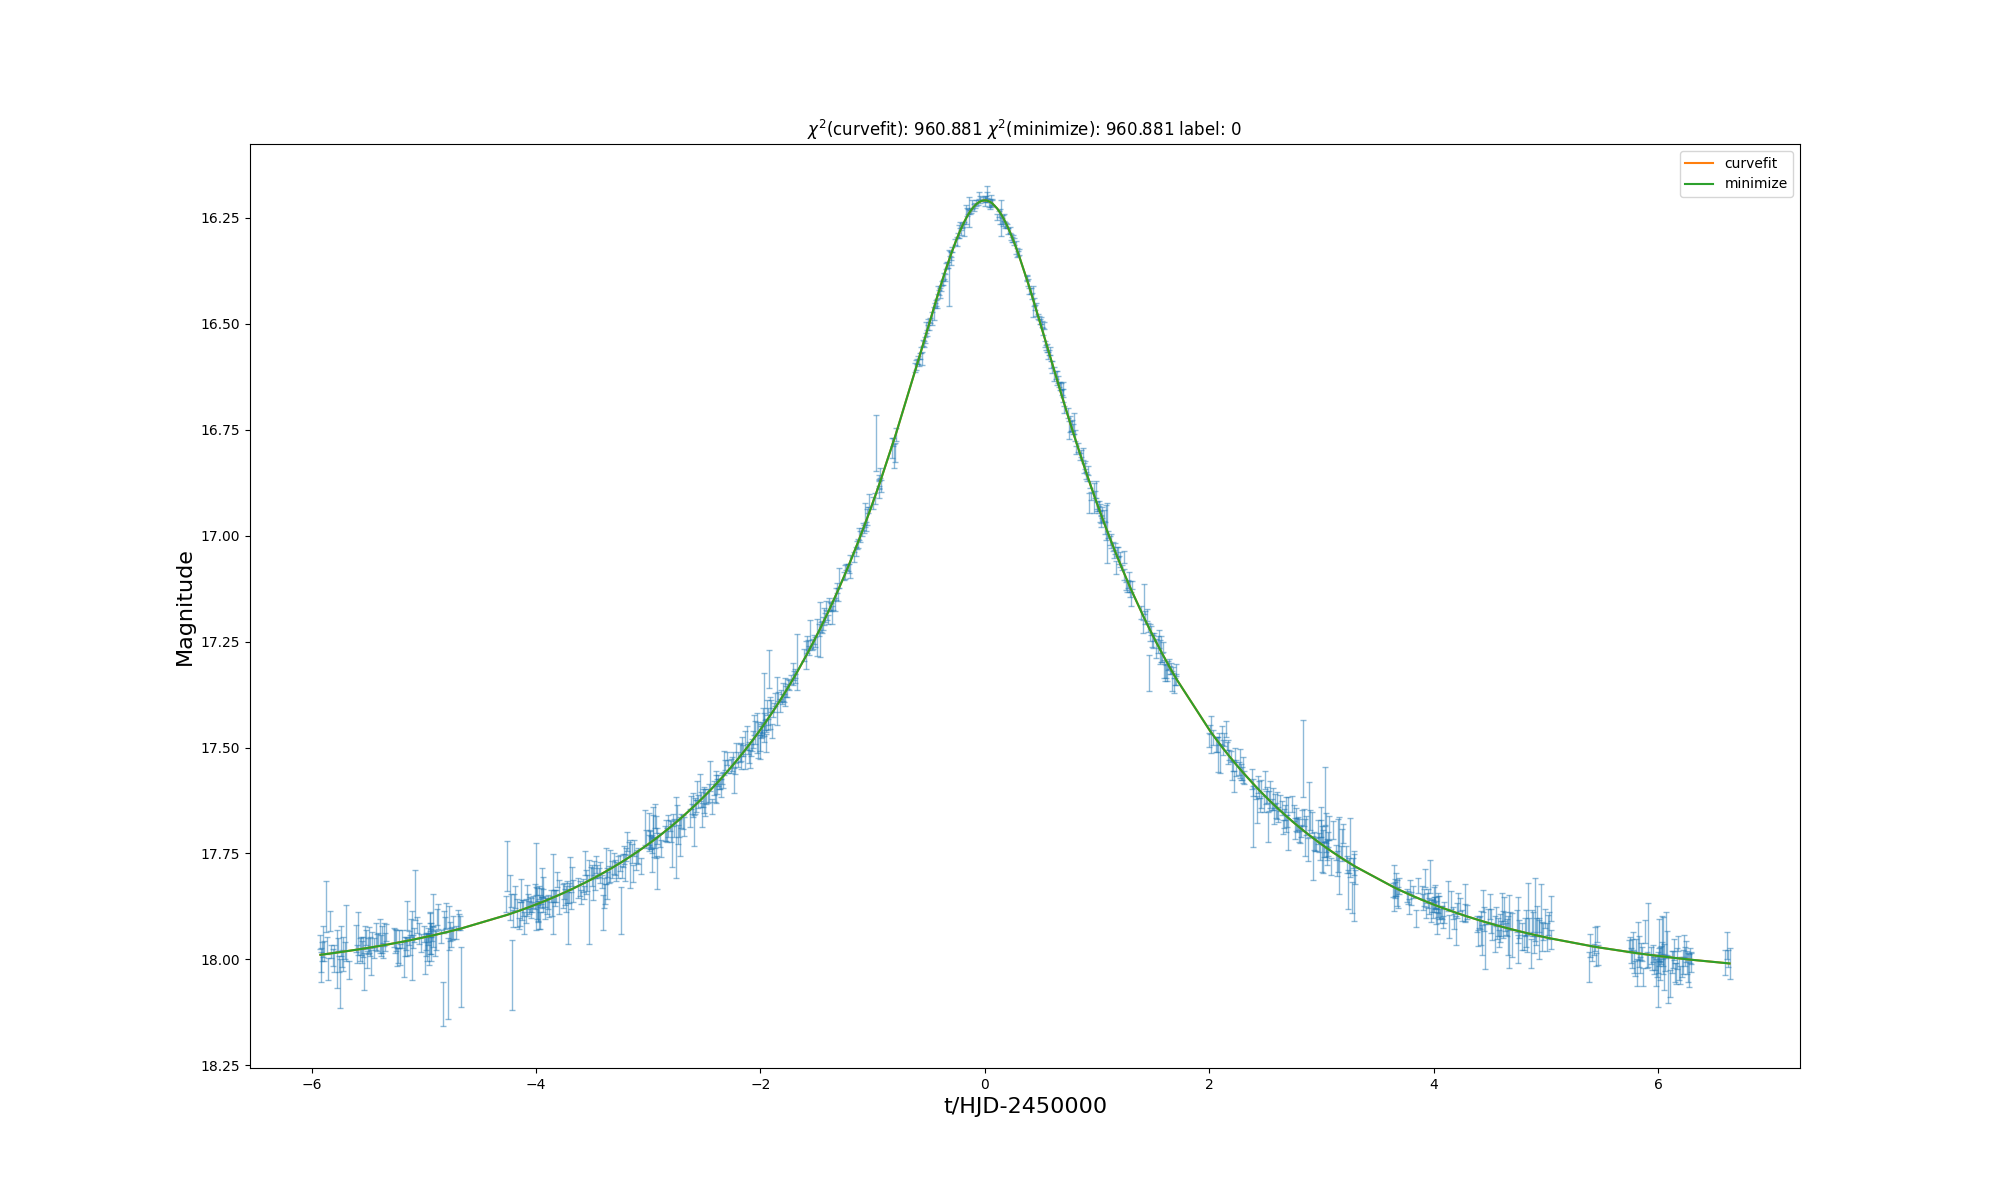 χ²(curvefit): 960.881 χ²(minimize): 960.881 label: 0
curvefit
minimize
16.25
16.50
16.75
17.00
17.25
17.50
17.75
18.00
18.25
Magnitude
−6 −4 −2 0 2 4 6
t/HJD-2450000